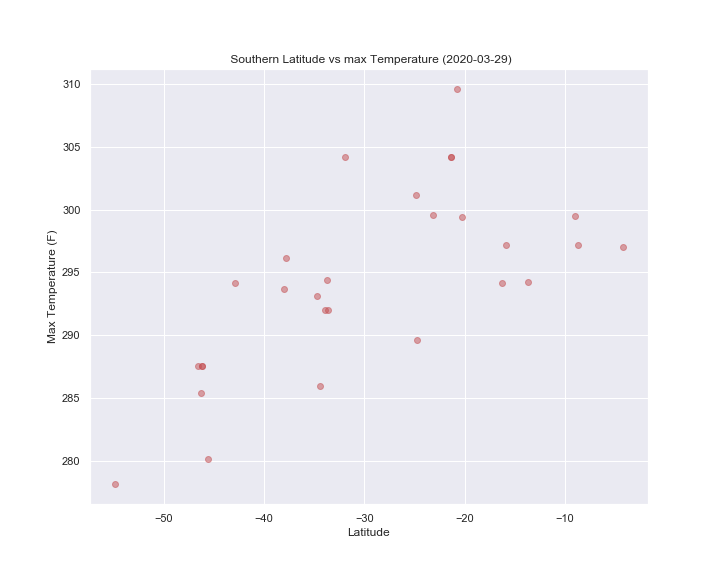 Southern Latitude vs max Temperature (2020-03-29)
310
305
300
295
290
285
280
Max Temperature (F)
−50 −40 −30 −20 −10
Latitude